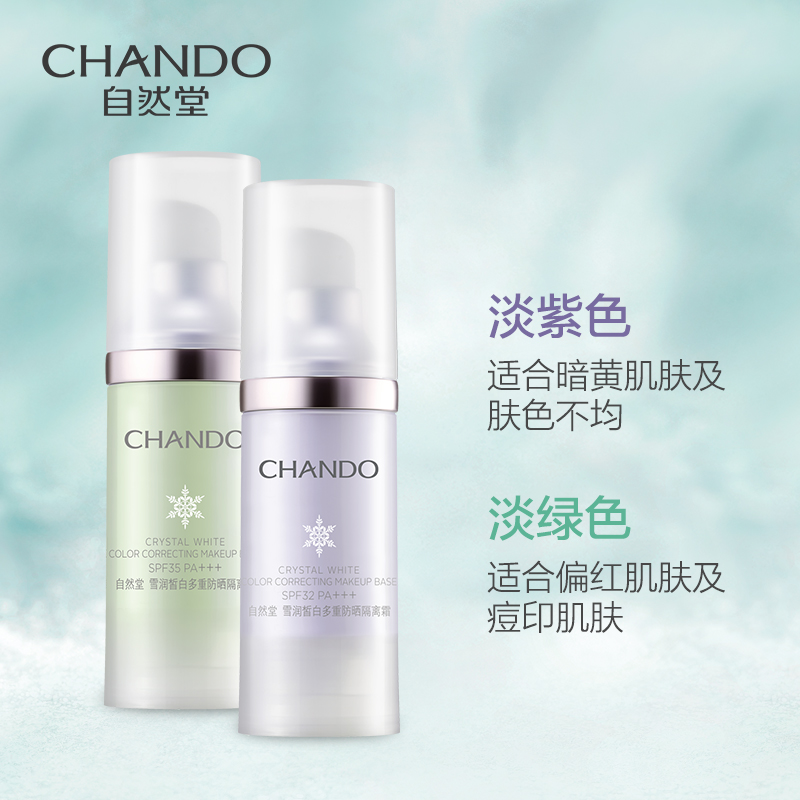 CHANDO
自然堂
CHANDO
CRYSTAL WHITE
COLOR CORRECTING MAKEUP
SPF35 PA+++
自然堂 雪润皙白多重防晒隔离
CHANDO
CRYSTAL WHITE
COLOR CORRECTING MAKEUP BASE
SPF32 PA+++
自然堂 雪润皙白多重防晒隔离霜
淡紫色
适合暗黄肌肤及
肤色不均
淡绿色
适合偏红肌肤及
痘印肌肤